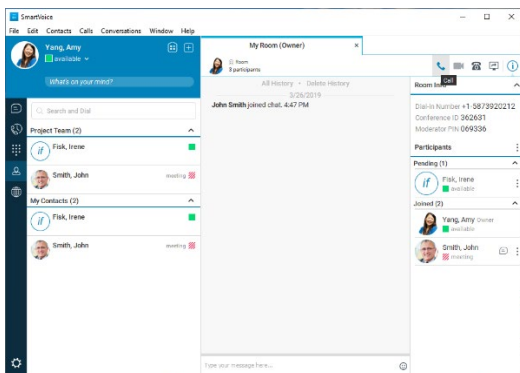 SmartVoice
File Edit Contacts Calls Conversations Window Help
Yang, Amy
available
What's on your mind?
Search and Dial
Project Team (2)
if Fisk, Irene
Smith, John meeting
My Contacts (2)
if Fisk, Irene
Smith, John meeting
My Room (Owner) ×
Room
3 participants
Call
All History • Delete History
3/26/2019
John Smith joined chat. 4:47 PM
Type your message here...
Room Info
Dial-in Number +1-5873920212
Conference ID 362631
Moderator PIN 069336
Participants
Pending (1)
if Fisk, Irene
available
Joined (2)
Yang, Amy Owner
available
Smith, John
meeting